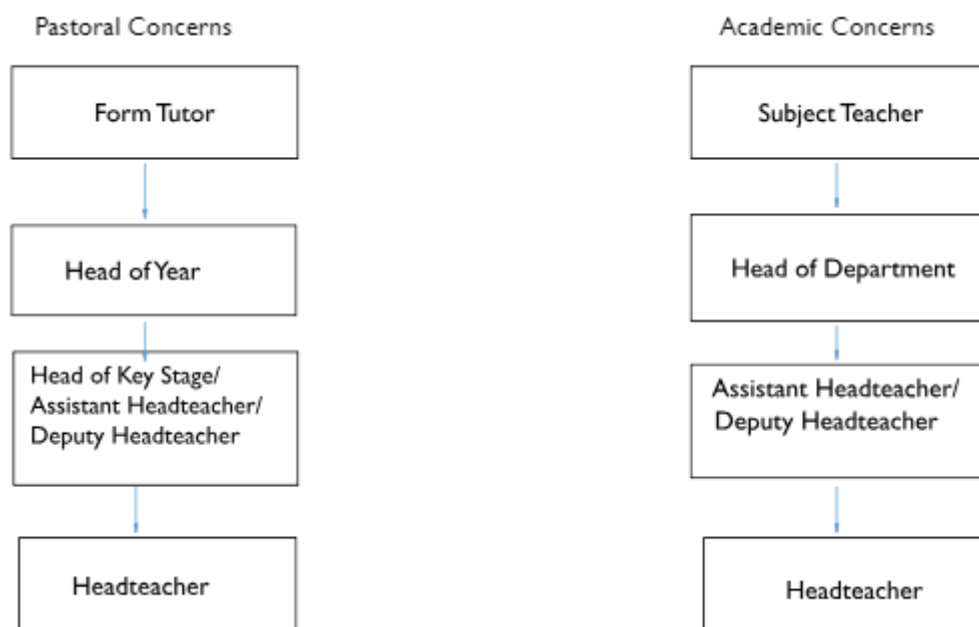 Pastoral Concerns
Form Tutor
Head of Year
Head of Key Stage/
Assistant Headteacher/
Deputy Headteacher
Headteacher
Academic Concerns
Subject Teacher
Head of Department
Assistant Headteacher/
Deputy Headteacher
Headteacher